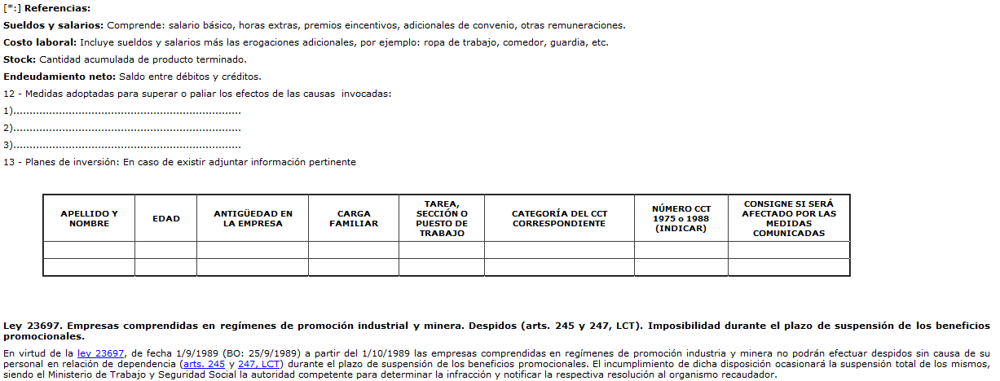 [*:] Referencias:
Sueldos y salarios: Comprende: salario básico, horas extras, premios eincentivos, adicionales de convenio, otras remuneraciones.
Costo laboral: Incluye sueldos y salarios más las erogaciones adicionales, por ejemplo: ropa de trabajo, comedor, guardia, etc.
Stock: Cantidad acumulada de producto terminado.
Endeudamiento neto: Saldo entre débitos y créditos.
12 - Medidas adoptadas para superar o paliar los efectos de las causas  invocadas:
1)......................................................................
2)......................................................................
3)......................................................................
13 - Planes de inversión: En caso de existir adjuntar información pertinente
APELLIDO Y
NOMBRE
EDAD
ANTIGÜEDAD EN
LA EMPRESA
CARGA
FAMILIAR
TAREA,
SECCIÓN O
PUESTO DE
TRABAJO
CATEGORÍA DEL CCT
CORRESPONDIENTE
NÚMERO CCT
1975 o 1988
(INDICAR)
CONSIGNE SI SERÁ
AFECTADO POR LAS
MEDIDAS
COMUNICADAS
Ley 23697. Empresas comprendidas en regímenes de promoción industrial y minera. Despidos (arts. 245 y 247, LCT). Imposibilidad durante el plazo de suspensión de los beneficios
promocionales.
En virtud de la ley 23697, de fecha 1/9/1989 (BO: 25/9/1989) a partir del 1/10/1989 las empresas comprendidas en regímenes de promoción industria y minera no podrán efectuar despidos sin causa de su
personal en relación de dependencia (arts. 245 y 247, LCT) durante el plazo de suspensión de los beneficios promocionales. El incumplimiento de dicha disposición ocasionará la suspensión total de los mismos,
siendo el Ministerio de Trabajo y Seguridad Social la autoridad competente para determinar la infracción y notificar la respectiva resolución al organismo recaudador.